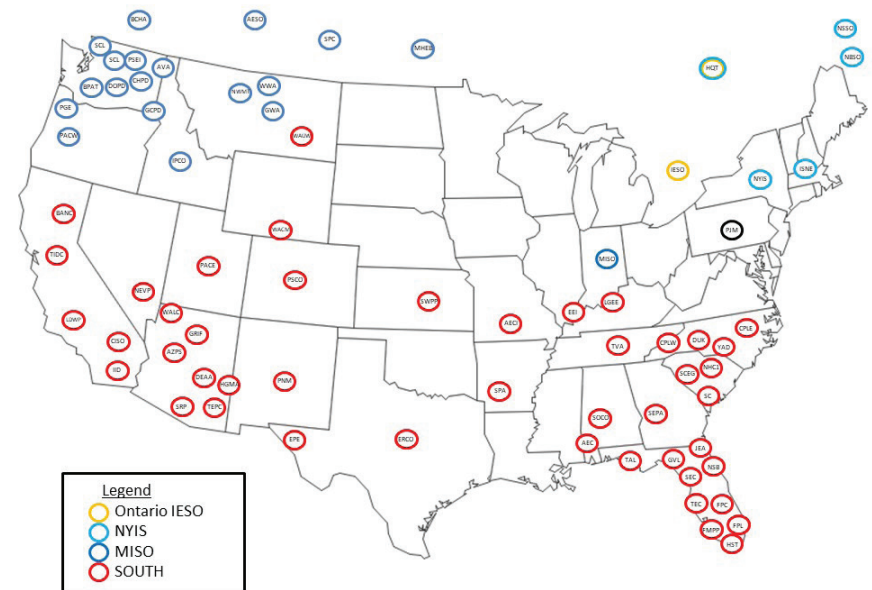 BCHA
AESO
SPC
MHEB
NSSO
NBSO
HQT
SCL
SCL
PSEI
AVA
BPAT
DOPD
CHPD
GCPD
PGE
PACW
NWMT
WWA
GWA
WAUW
IPCO
IESO
NYIS
ISNE
BANC
WACM
PJM
TIDC
PACE
PSCO
MISO
NEVP
SWPP
LGEE
EEI
WALC
LDWP
AECI
CISO
GRIF
AZPS
TVA
CPLW
DUK
YAD
CPLE
IID
DEAA
HGMA
PNM
SPA
SCEG
NHC1
SC
SRP
TEPC
EPE
ERCO
SOCO
SEPA
AEC
TAL
GVL
JEA
NSB
SEC
TEC
FPC
FMPP
FPL
HST
Legend
Ontario IESO
NYIS
MISO
SOUTH